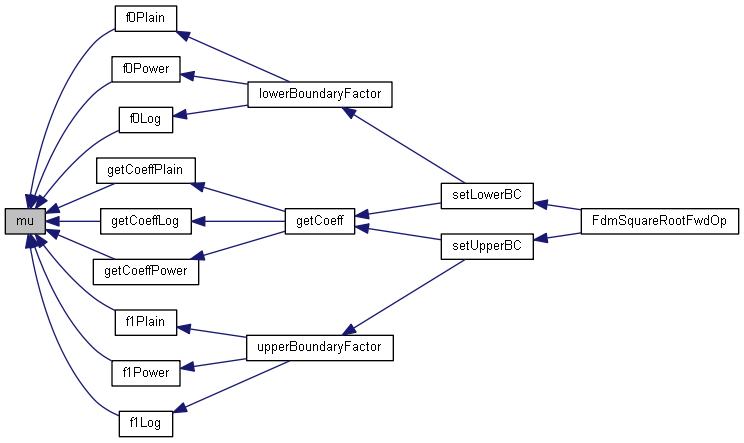 f0Plain
f0Power
lowerBoundaryFactor
f0Log
getCoeffPlain
setLowerBC
mu
getCoeffLog
getCoeff
FdmSquareRootFwdOp
setUpperBC
getCoeffPower
f1Plain
upperBoundaryFactor
f1Power
f1Log